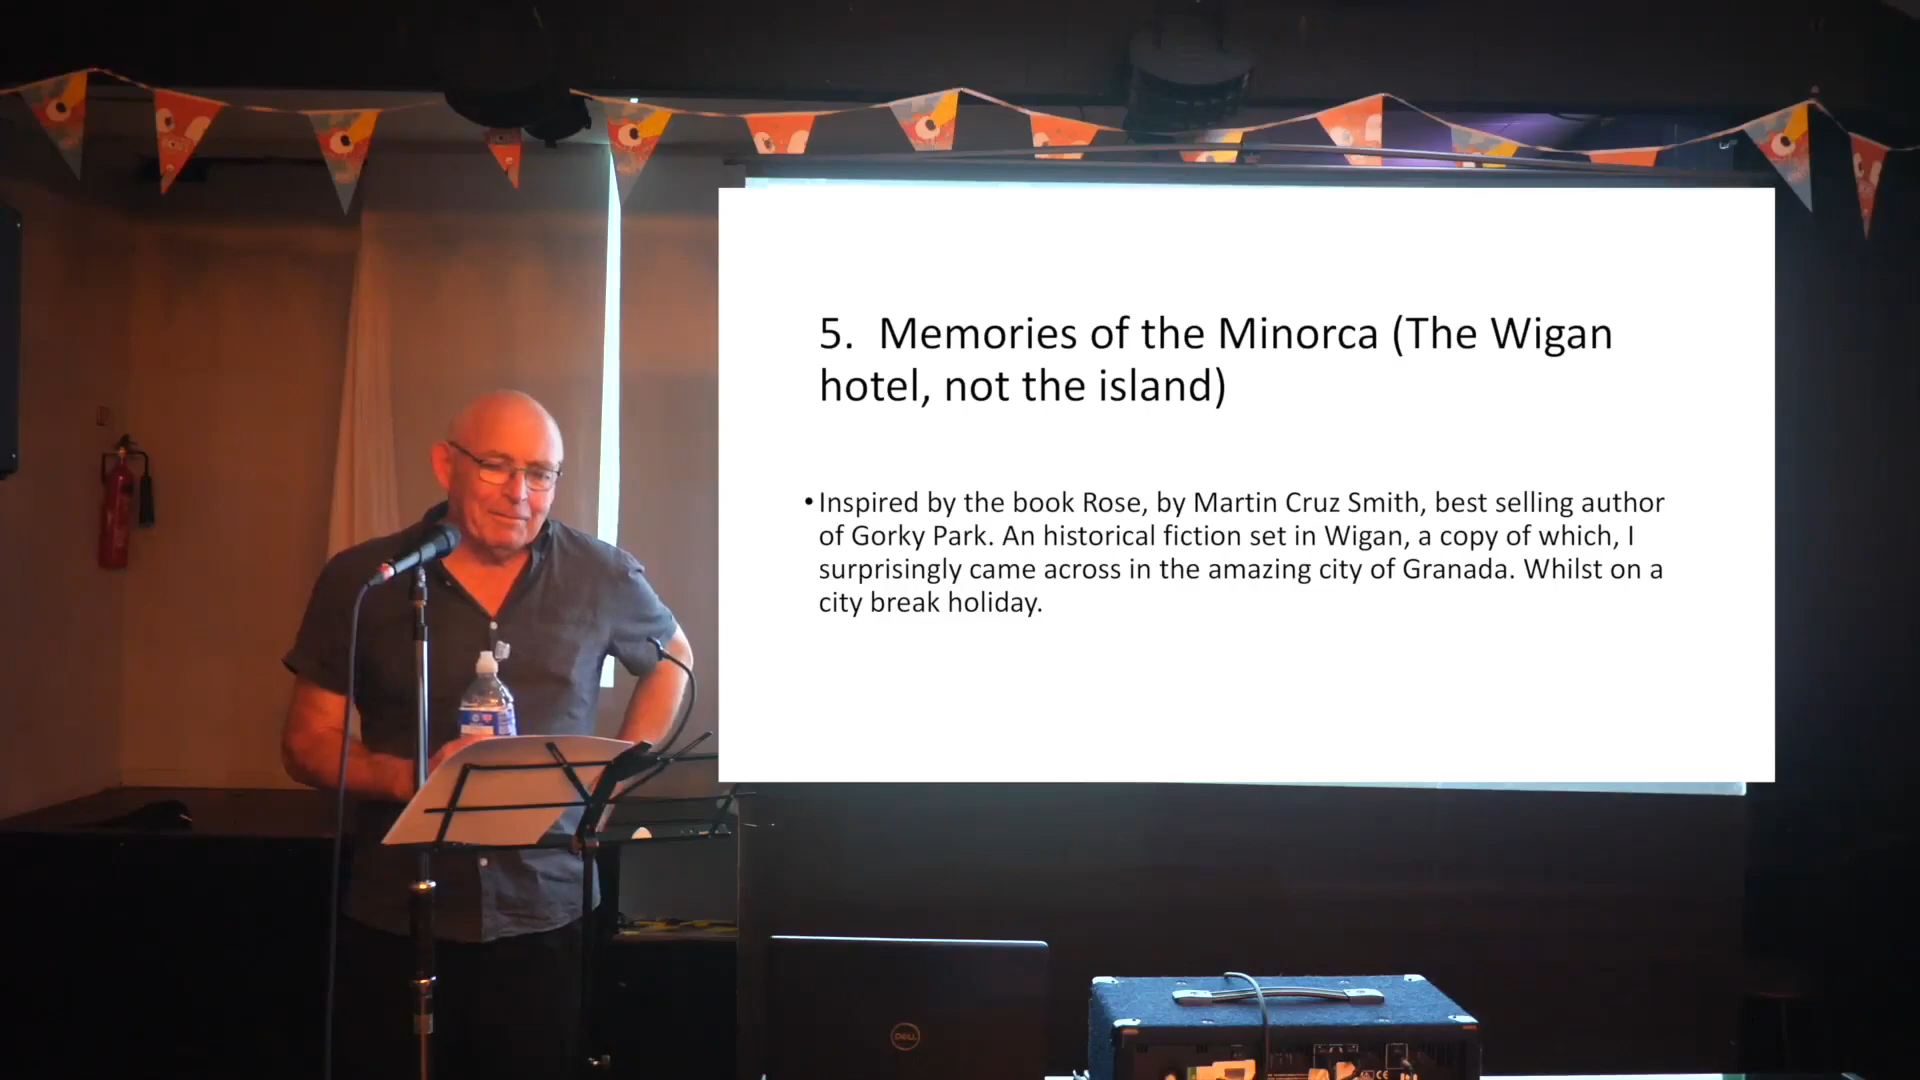 5. Memories of the Minorca (The Wigan
hotel, not the island)
•Inspired by the book Rose, by Martin Cruz Smith, best selling author
of Gorky Park. An historical fiction set in Wigan, a copy of which, I
surprisingly came across in the amazing city of Granada. Whilst on a
city break holiday.
DELL
CE